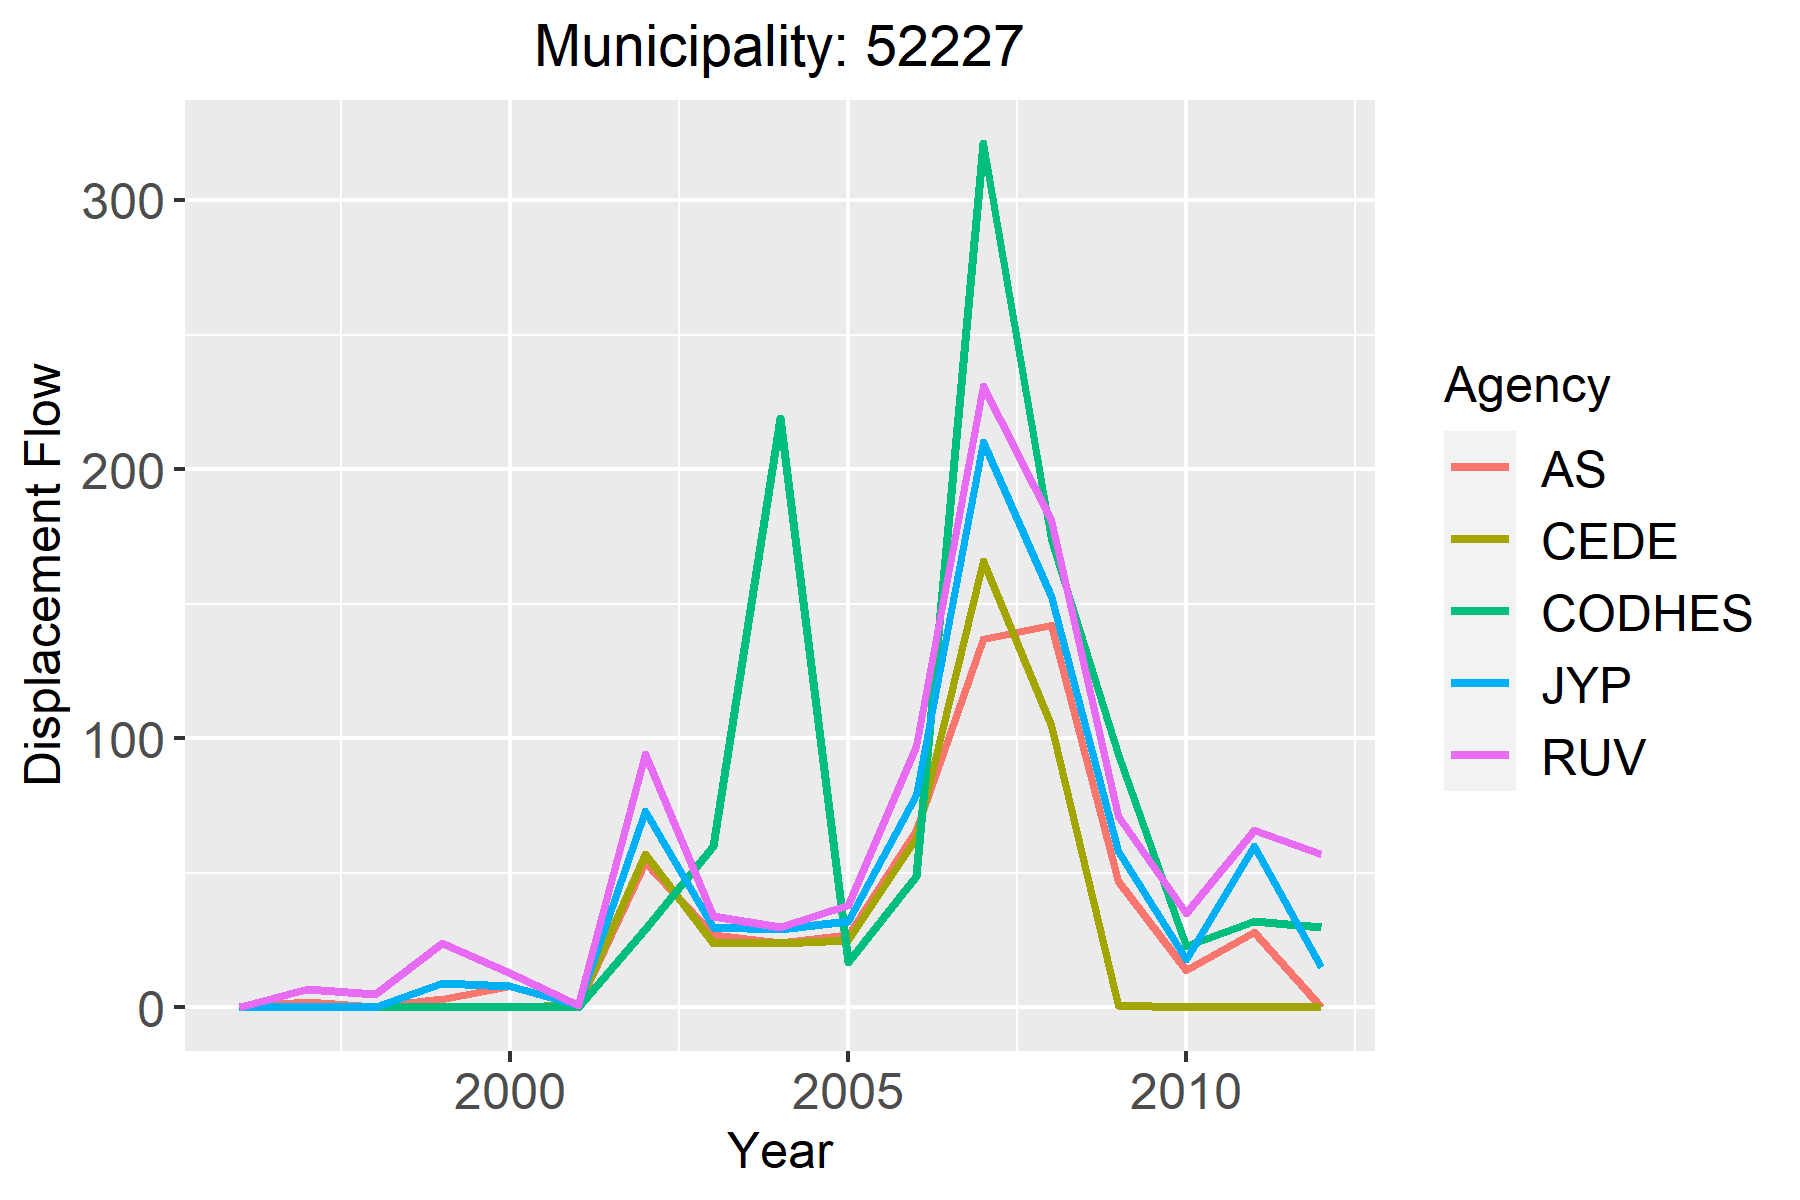 Municipality: 52227
Displacement Flow
300
200
100
0
2000
2005
2010
Year
Agency
AS
CEDE
CODHES
JYP
RUV